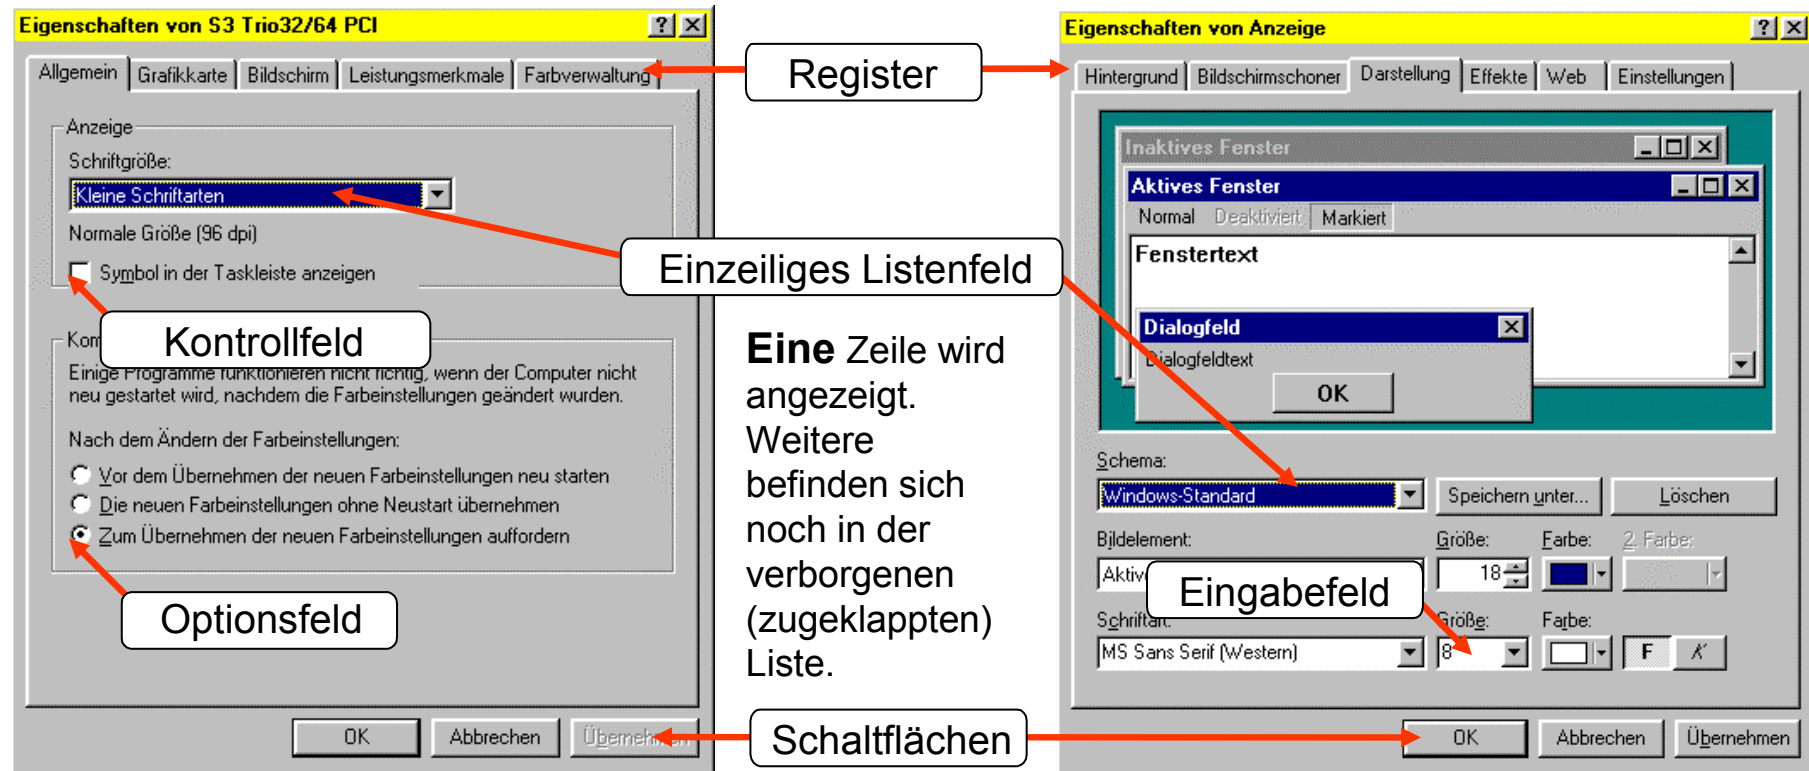 Eigenschaften von S3 Trio32/64 PCI
Allgemein Grafikkarte Bildschirm Leistungsmerkmale Farbverwaltung
Anzeige
Schriftgröße:
Kleine Schriftarten
Normale Größe (96 dpi)
Symbol in der Taskleiste anzeigen
Kontrollfeld
Einige Programme funktionieren nicht richtig, wenn der Computer nicht
neu gestartet wird, nachdem die Farbeinstellungen geändert wurden.
Nach dem Ändern der Farbeinstellungen:
Vor dem Übernehmen der neuen Farbeinstellungen neu starten
Die neuen Farbeinstellungen ohne Neustart übernehmen
Zum Übernehmen der neuen Farbeinstellungen auffordern
Optionsfeld
OK Abbrechen Übernehmen
Register
Einzeiliges Listenfeld
Eine Zeile wird
angezeigt.
Weitere
befinden sich
noch in der
verborgenen
(zugeklappten)
Liste.
Schaltflächen
Eigenschaften von Anzeige
Hintergrund Bildschirmschoner Darstellung Effekte Web Einstellungen
Inaktives Fenster
Aktives Fenster
Normal Deaktiviert Markiert
Fenstertext
Dialogfeld
Dialogfeldtext
OK
Schema:
Windows-Standard Speichern unter... Löschen
Bildelement: Größe: Farbe: 2. Farbe:
18
Eingabefeld
Schriftart: Größe: Farbe:
MS Sans Serif (Western) 8 F K
OK Abbrechen Übernehmen